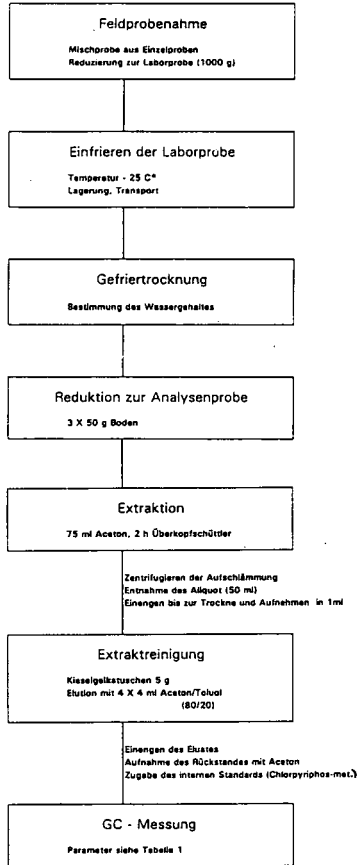 Feldprobenahme
Mischprobe aus Einzelproben
Reduzierung zur Laborprobe (1000 g)
Einfrieren der Laborprobe
Temperatur - 25 C°
Lagerung, Transport
Gefriertrocknung
Bestimmung des Wassergehaltes
Reduktion zur Analysenprobe
3 X 50 g Boden
Extraktion
75 ml Aceton, 2 h Überkopfschüttler
Zentrifugieren der Aufschlämmung
Entnahme des Aliquot (50 ml)
Einengen bis zur Trockne und Aufnehmen in 1ml
Extraktreinigung
Kieselgelkatuschen 5 g
Elution mit 4 X 4 ml Aceton/Toluol
(80/20)
Einengen des Eluates
Aufnahme des Rückstandes mit Aceton
Zugabe des internen Standards (Chlorpyriphos-met.)
GC - Messung
Parameter siehe Tabelle 1